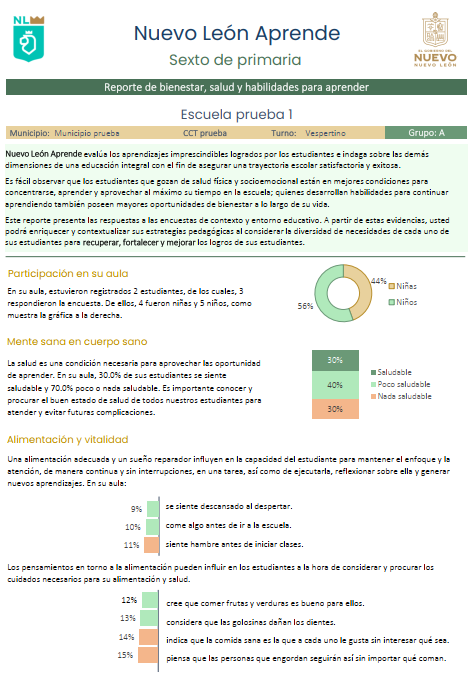 NL
Nuevo León Aprende
Sexto de primaria
EL GOBIERNO DEL
NUEVO
NUEVO LEÓN
Reporte de bienestar, salud y habilidades para aprender
Escuela prueba 1
Municipio: Municipio prueba CCT prueba Turno: Vespertino Grupo: A
Nuevo León Aprende evalúa los aprendizajes imprescindibles logrados por los estudiantes e indaga sobre las demás
dimensiones de una educación integral con el fin de asegurar una trayectoria escolar satisfactoria y exitosa.
Es fácil observar que los estudiantes que gozan de salud física y socioemocional están en mejores condiciones para
concentrarse, aprender y aprovechar al máximo su tiempo en la escuela; quienes desarrollan habilidades para continuar
aprendiendo también poseen mayores oportunidades de bienestar a lo largo de su vida.
Este reporte presenta las respuestas a las encuestas de contexto y entorno educativo. A partir de estas evidencias, usted
podrá enriquecer y contextualizar sus estrategias pedagógicas al considerar la diversidad de necesidades de cada uno de
sus estudiantes para recuperar, fortalecer y mejorar los logros de sus estudiantes.
Participación en su aula
En su aula, estuvieron registrados 2 estudiantes, de los cuales, 3
respondieron la encuesta. De ellos, 4 fueron niñas y 5 niños, como
muestra la gráfica a la derecha.
44%
56%
Niñas
Niños
Mente sana en cuerpo sano
La salud es una condición necesaria para aprovechar las oportunidad
de aprender. En su aula, 30.0% de sus estudiantes se siente
saludable y 70.0% poco o nada saludable. Es importante conocer y
procurar el buen estado de salud de todos nuestros estudiantes para
atender y evitar futuras complicaciones.
30%
40%
30%
Saludable
Poco saludable
Nada saludable
Alimentación y vitalidad
Una alimentación adecuada y un sueño reparador influyen en la capacidad del estudiante para mantener el enfoque y la
atención, de manera continua y sin interrupciones, en una tarea, así como de ejecutarla, reflexionar sobre ella y generar
nuevos aprendizajes. En su aula:
9% se siente descansado al despertar.
10% come algo antes de ir a la escuela.
11% siente hambre antes de iniciar clases.
Los pensamientos en torno a la alimentación pueden influir en los estudiantes a la hora de considerar y procurar los
cuidados necesarios para su alimentación y salud.
12% cree que comer frutas y verduras es bueno para ellos.
13% considera que las golosinas dañan los dientes.
14% indica que la comida sana es la que a cada uno le gusta sin interesar qué sea.
15% piensa que las personas que engordan seguirán así sin importar qué coman.